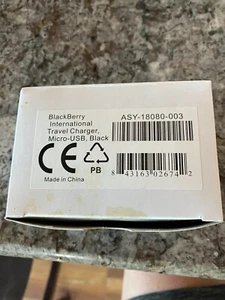 BlackBerry
International
Travel Charger,
Micro-USB, Black
ASY-18080-003
CE
PB
8 43163 02674 2
Made in China